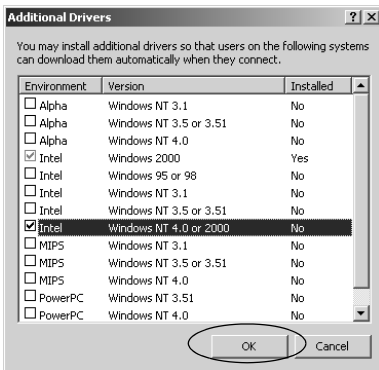 Additional Drivers
You may install additional drivers so that users on the following systems
can download them automatically when they connect.
Environment Version Installed
Alpha Windows NT 3.1 No
Alpha Windows NT 3.5 or 3.51 No
Alpha Windows NT 4.0 No
Intel Windows 2000 Yes
Intel Windows 95 or 98 No
Intel Windows NT 3.1 No
Intel Windows NT 3.5 or 3.51 No
Intel Windows NT 4.0 or 2000 No
MIPS Windows NT 3.1 No
MIPS Windows NT 3.5 or 3.51 No
MIPS Windows NT 4.0 No
PowerPC Windows NT 3.51 No
PowerPC Windows NT 4.0 No
OK Cancel